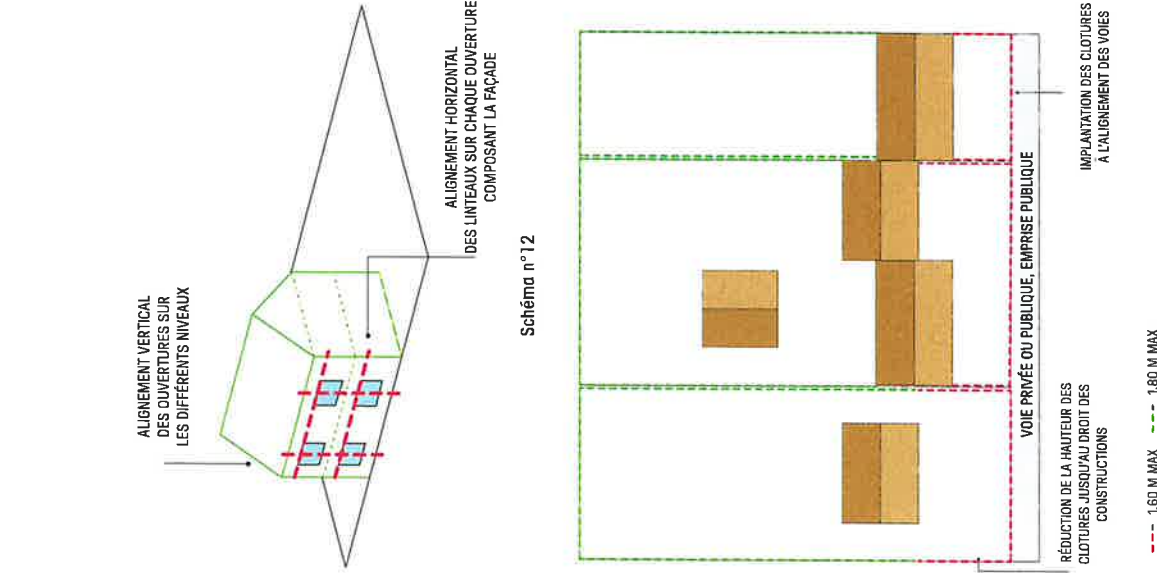 ALIGNEMENT VERTICAL
DES OUVERTURES SUR
LES DIFFÉRENTS NIVEAUX
ALIGNEMENT HORIZONTAL
DES LINTEAUX SUR CHAQUE OUVERTURE
COMPOSANT LA FAÇADE
Schéma n°12
VOIE PRIVÉE OU PUBLIQUE, EMPRISE PUBLIQUE
RÉDUCTION DE LA HAUTEUR DES
CLOTURES JUSQU'AU DROIT DES
CONSTRUCTIONS
IMPLANTATION DES CLOTURES
À L'ALIGNEMENT DES VOIES
1.60 M MAX
1.80 M MAX